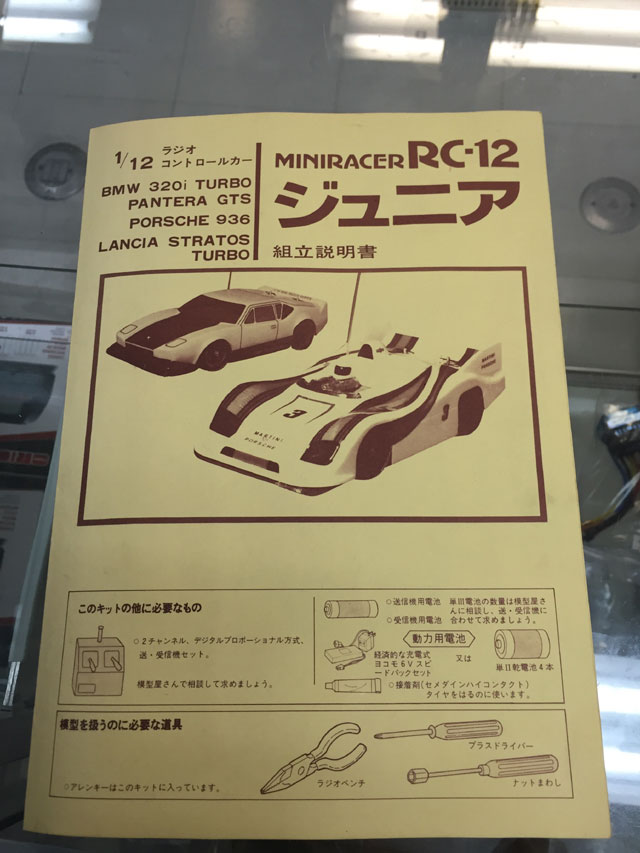 1/12 ラジオ
コントロールカー
BMW 320i TURBO
PANTERA GTS
PORSCHE 936
LANCIA STRATOS
TURBO
MINIRACER RC-12
ジュニア
組立説明書
3
MARTINI
PORSCHE
MARTINI
このキットの他に必要なもの
○2チャンネル、デジタルプロポーショナル方式、
送・受信機セット。
模型屋さんで相談して求めましょう。
○送信機用電池 単III電池の数量は模型屋さ
んに相談し、送・受信機に
○受信機用電池 合わせて求めましょう。
動力用電池
経済的な充電式
ヨコモ6Vスピ
ードパックセット
又は
単II乾電池4本
○接着剤(セメダインハイコンタクト)
タイヤをはるのに使います。
模型を扱うのに必要な道具
○アレンキーはこのキットに入っています。
ラジオペンチ
プラスドライバー
ナットまわし